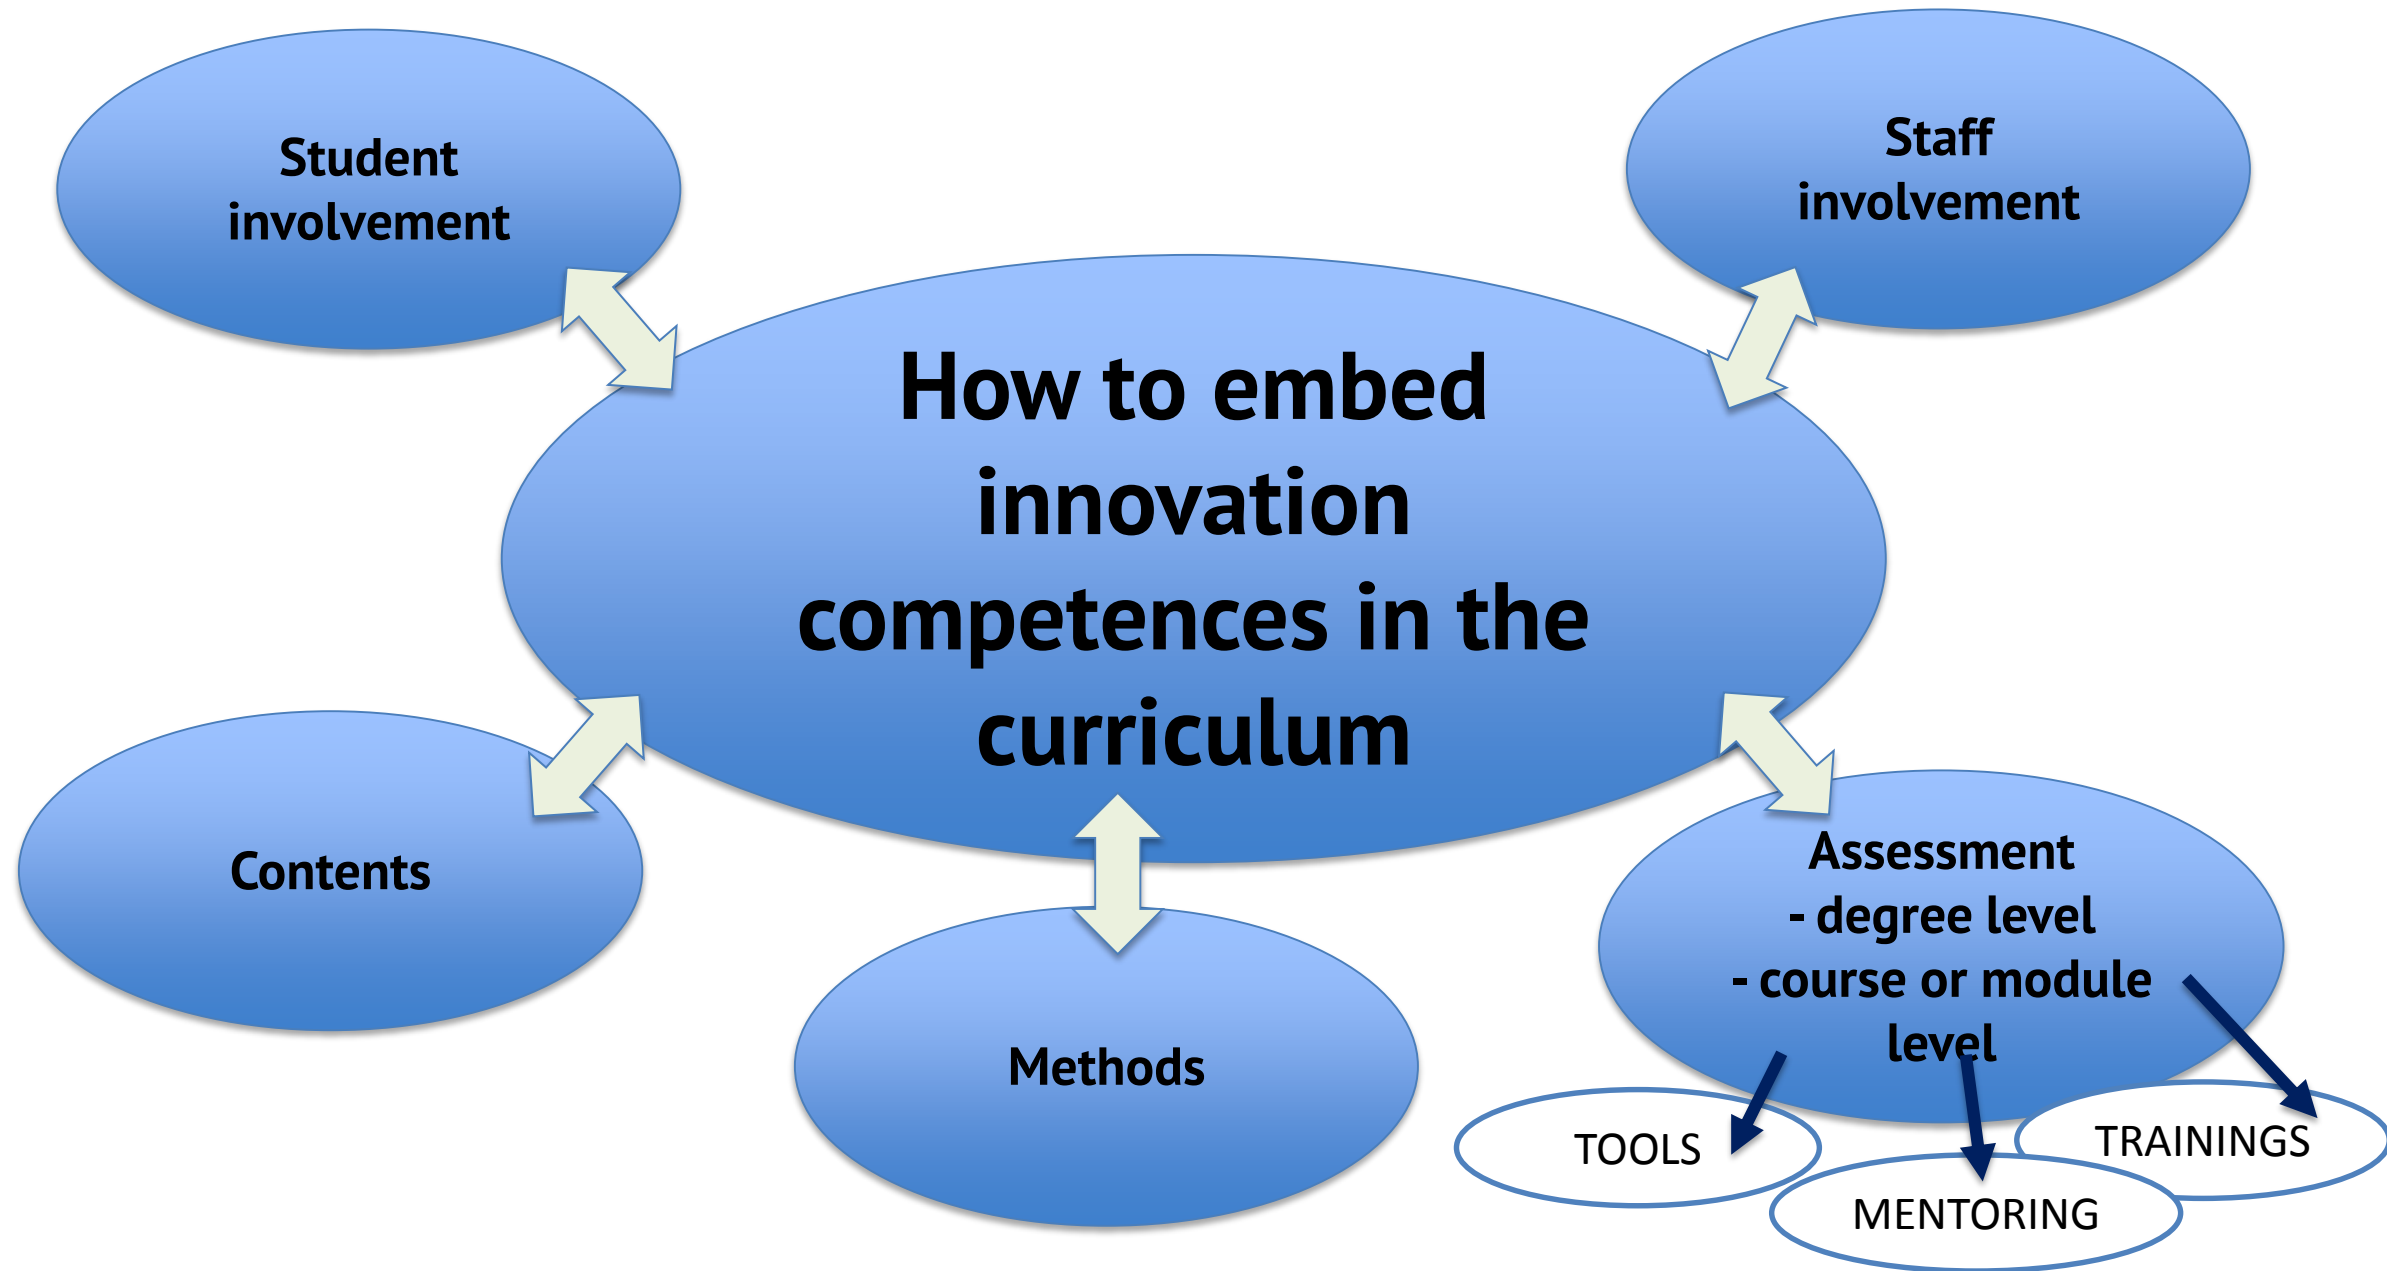 Student
involvement
Staff
involvement
How to embed
innovation
competences in the
curriculum
Contents
Methods
Assessment
- degree level
- course or module
level
TOOLS
MENTORING
TRAININGS